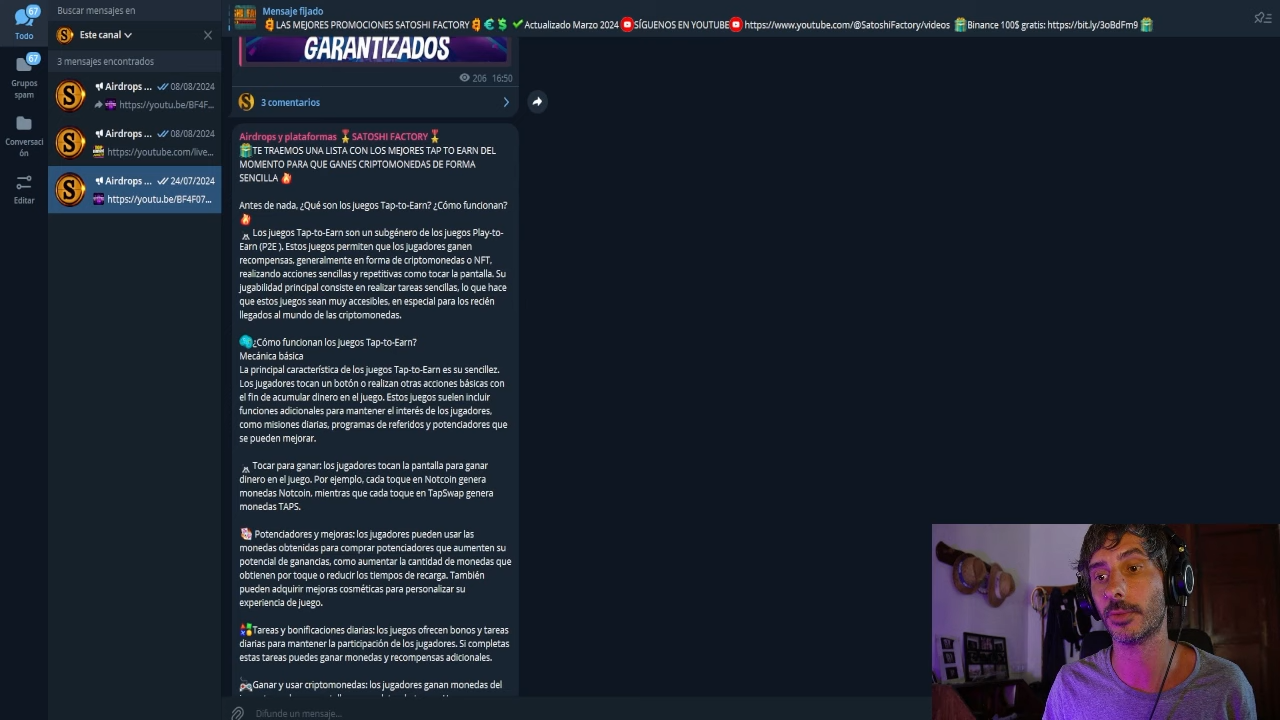 Buscar mensajes en
Todo
67
Este canal
3 mensajes encontrados
Grupos spam
67
Conversación
Editar
Airdrops ... 08/08/2024
https://youtu.be/BF4F...
Airdrops ... 08/08/2024
https://youtube.com/live...
Airdrops ... 24/07/2024
https://youtu.be/BF4F07...
Mensaje fijado
LAS MEJORES PROMOCIONES SATOSHI FACTORY Actualizado Marzo 2024 SÍGUENOS EN YOUTUBE https://www.youtube.com/@SatoshiFactory/videos Binance 100$ gratis: https://bit.ly/3oBdFm9
GARANTIZADOS
206 16:50
3 comentarios
Airdrops y plataformas SATOSHI FACTORY
TE TRAEMOS UNA LISTA CON LOS MEJORES TAP TO EARN DEL
MOMENTO PARA QUE GANES CRIPTOMONEDAS DE FORMA
SENCILLA
Antes de nada, ¿Qué son los juegos Tap-to-Earn? ¿Cómo funcionan?
Los juegos Tap-to-Earn son un subgénero de los juegos Play-to-
Earn (P2E ). Estos juegos permiten que los jugadores ganen
recompensas, generalmente en forma de criptomonedas o NFT,
realizando acciones sencillas y repetitivas como tocar la pantalla. Su
jugabilidad principal consiste en realizar tareas sencillas, lo que hace
que estos juegos sean muy accesibles, en especial para los recién
llegados al mundo de las criptomonedas.
¿Cómo funcionan los juegos Tap-to-Earn?
Mecánica básica
La principal característica de los juegos Tap-to-Earn es su sencillez.
Los jugadores tocan un botón o realizan otras acciones básicas con
el fin de acumular dinero en el juego. Estos juegos suelen incluir
funciones adicionales para mantener el interés de los jugadores,
como misiones diarias, programas de referidos y potenciadores que
se pueden mejorar.
Tocar para ganar: los jugadores tocan la pantalla para ganar
dinero en el juego. Por ejemplo, cada toque en Notcoin genera
monedas Notcoin, mientras que cada toque en TapSwap genera
monedas TAPS.
Potenciadores y mejoras: los jugadores pueden usar las
monedas obtenidas para comprar potenciadores que aumenten su
potencial de ganancias, como aumentar la cantidad de monedas que
obtienen por toque o reducir los tiempos de recarga. También
pueden adquirir mejoras cosméticas para personalizar su
experiencia de juego.
Tareas y bonificaciones diarias: los juegos ofrecen bonos y tareas
diarias para mantener la participación de los jugadores. Si completas
estas tareas puedes ganar monedas y recompensas adicionales.
Ganar y usar criptomonedas: los jugadores ganan monedas del
Difunde un mensaje...